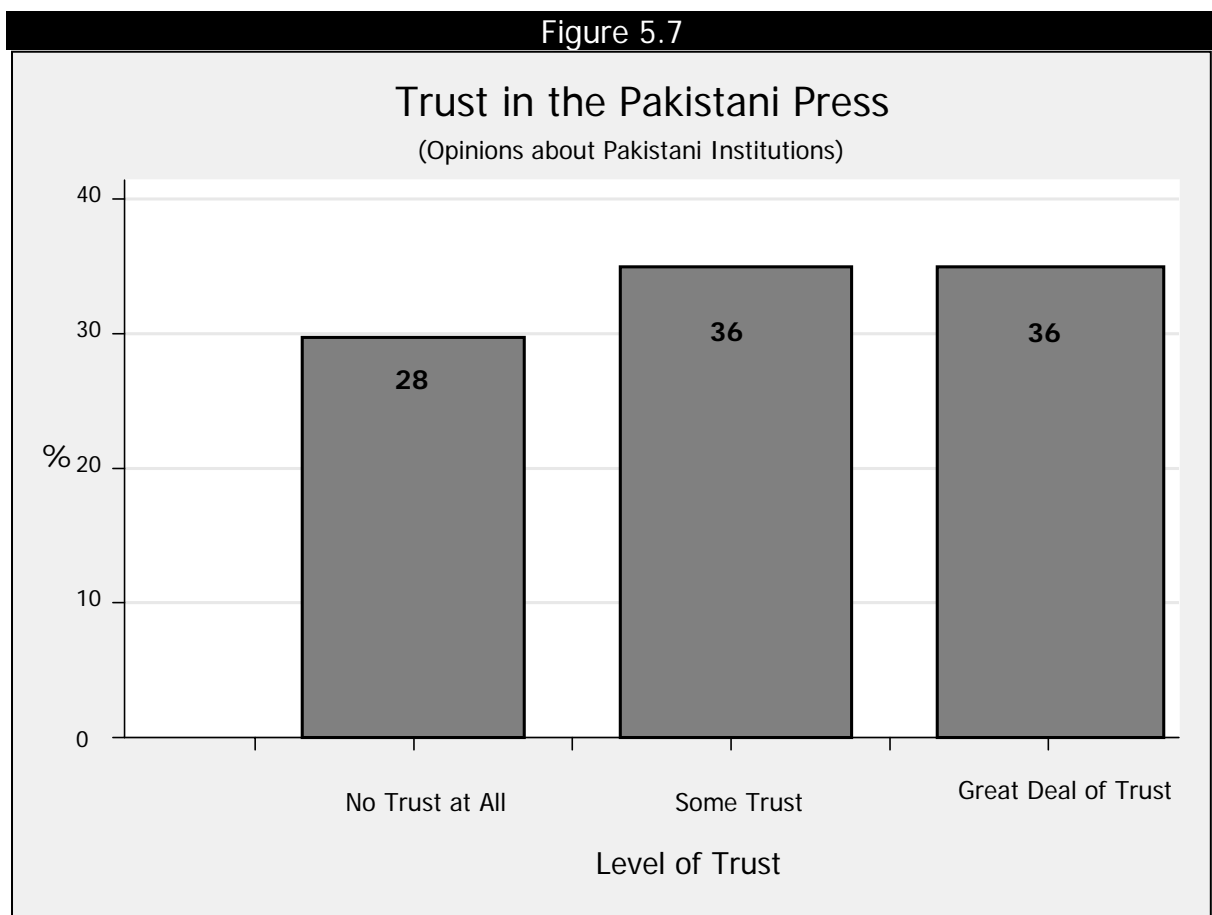 Figure 5.7
Trust in the Pakistani Press
(Opinions about Pakistani Institutions)
40
30
% 20
10
0
28
36
36
No Trust at All
Some Trust
Great Deal of Trust
Level of Trust